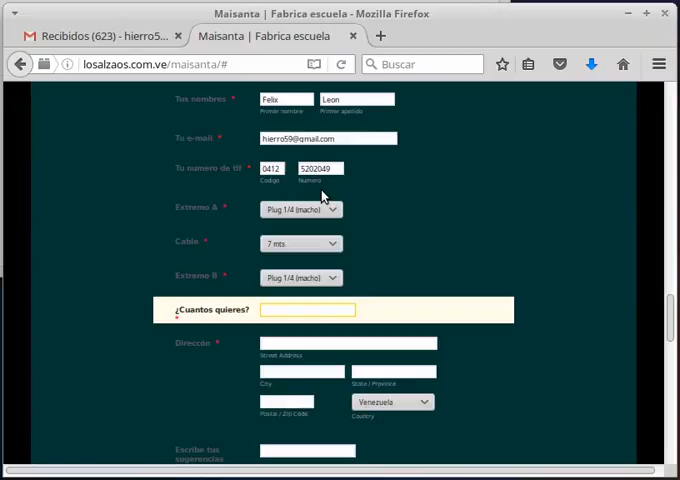 Maisanta | Fabrica escuela - Mozilla Firefox
Recibidos (623) - hierro5...
Maisanta | Fabrica escuela
losalzaos.com.ve/maisanta/#
Buscar
Tus nombres * Felix Leon
Primer nombre Primer apellido
Tu e-mail * hierro59@gmail.com
Tu numero de tlf * 0412 5202049
Codigo Numero
Extremo A * Plug 1/4 (macho)
Cable * 7 mts
Extremo B * Plug 1/4 (macho)
¿Cuantos quieres?
*
Direccón *
Street Address
City State / Province
Venezuela
Postal / Zip Code Country
Escribe tus
sugerencias